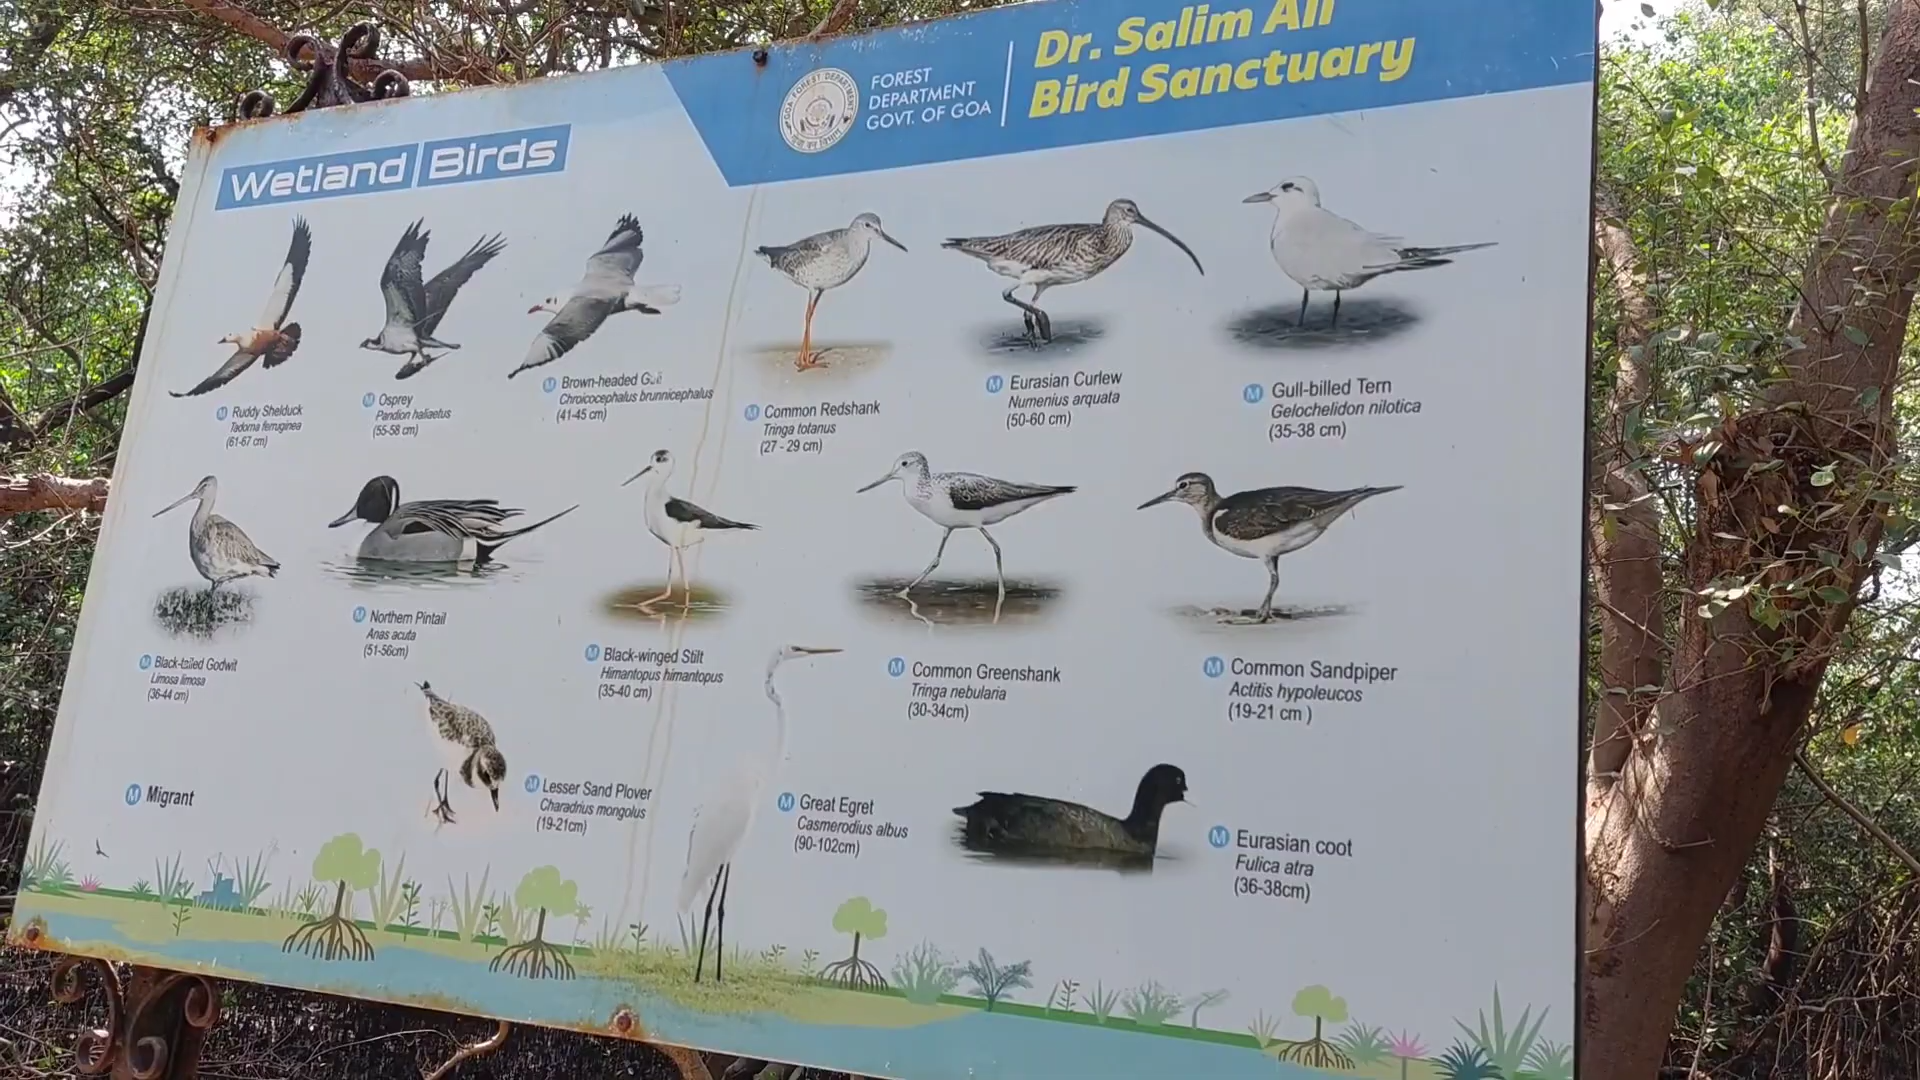 Dr. Salim Ali
Bird Sanctuary
FOREST
DEPARTMENT
GOVT. OF GOA
GOA FOREST DEPARTMENT
Wetland Birds
M Ruddy Shelduck
Tadorna ferruginea
(61-67 cm)
M Osprey
Pandion haliaetus
(55-58 cm)
M Brown-headed Gull
Chroicocephalus brunnicephalus
(41-45 cm)
M Common Redshank
Tringa totanus
(27 - 29 cm)
M Eurasian Curlew
Numenius arquata
(50-60 cm)
M Gull-billed Tern
Gelochelidon nilotica
(35-38 cm)
M Black-tailed Godwit
Limosa limosa
(36-44 cm)
M Northern Pintail
Anas acuta
(51-56cm)
M Black-winged Stilt
Himantopus himantopus
(35-40 cm)
M Common Greenshank
Tringa nebularia
(30-34cm)
M Common Sandpiper
Actitis hypoleucos
(19-21 cm )
M Migrant
M Lesser Sand Plover
Charadrius mongolus
(19-21cm)
M Great Egret
Casmerodius albus
(90-102cm)
M Eurasian coot
Fulica atra
(36-38cm)